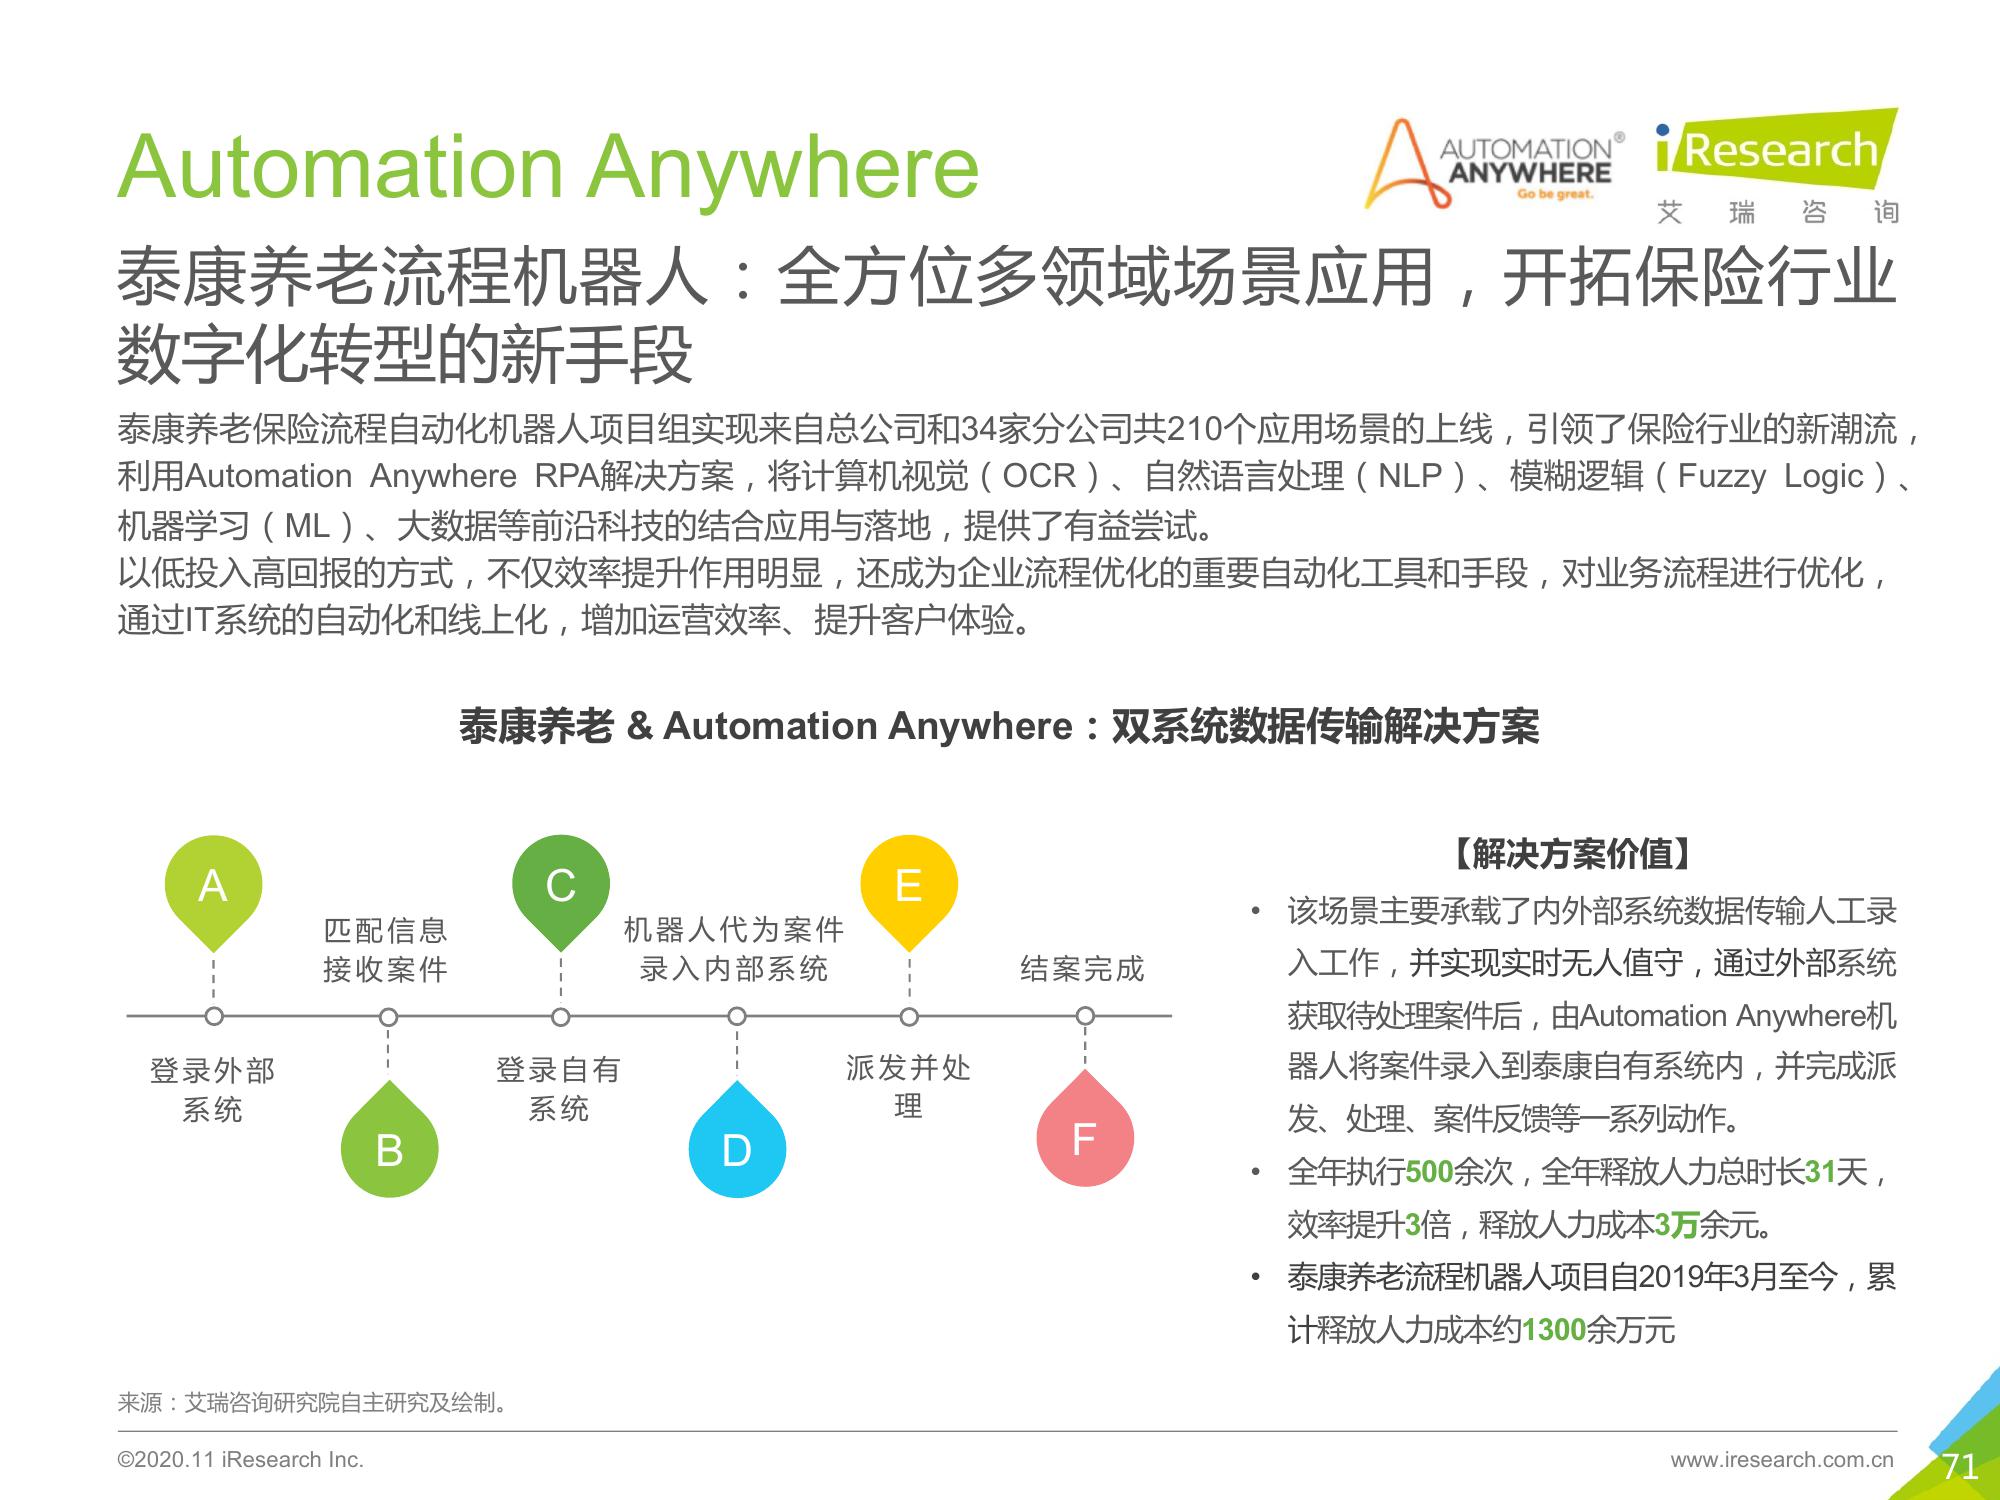 Automation Anywhere
AUTOMATION®
ANYWHERE
Go be great.
iResearch
艾瑞咨询
泰康养老流程机器人：全方位多领域场景应用，开拓保险行业
数字化转型的新手段
泰康养老保险流程自动化机器人项目组实现来自总公司和34家分公司共210个应用场景的上线，引领了保险行业的新潮流，
利用Automation Anywhere RPA解决方案，将计算机视觉（OCR）、自然语言处理（NLP）、模糊逻辑（Fuzzy Logic）、
机器学习（ML）、大数据等前沿科技的结合应用与落地，提供了有益尝试。
以低投入高回报的方式，不仅效率提升作用明显，还成为企业流程优化的重要自动化工具和手段，对业务流程进行优化，
通过IT系统的自动化和线上化，增加运营效率、提升客户体验。
泰康养老 & Automation Anywhere：双系统数据传输解决方案
A
登录外部
系统
匹配信息
接收案件
B
C
登录自有
系统
机器人代为案件
录入内部系统
D
E
派发并处
理
结案完成
F
【解决方案价值】
• 该场景主要承载了内外部系统数据传输人工录
入工作，并实现实时无人值守，通过外部系统
获取待处理案件后，由Automation Anywhere机
器人将案件录入到泰康自有系统内，并完成派
发、处理、案件反馈等一系列动作。
• 全年执行500余次，全年释放人力总时长31天，
效率提升3倍，释放人力成本3万余元。
• 泰康养老流程机器人项目自2019年3月至今，累
计释放人力成本约1300余万元
来源：艾瑞咨询研究院自主研究及绘制。
©2020.11 iResearch Inc.
www.iresearch.com.cn
71